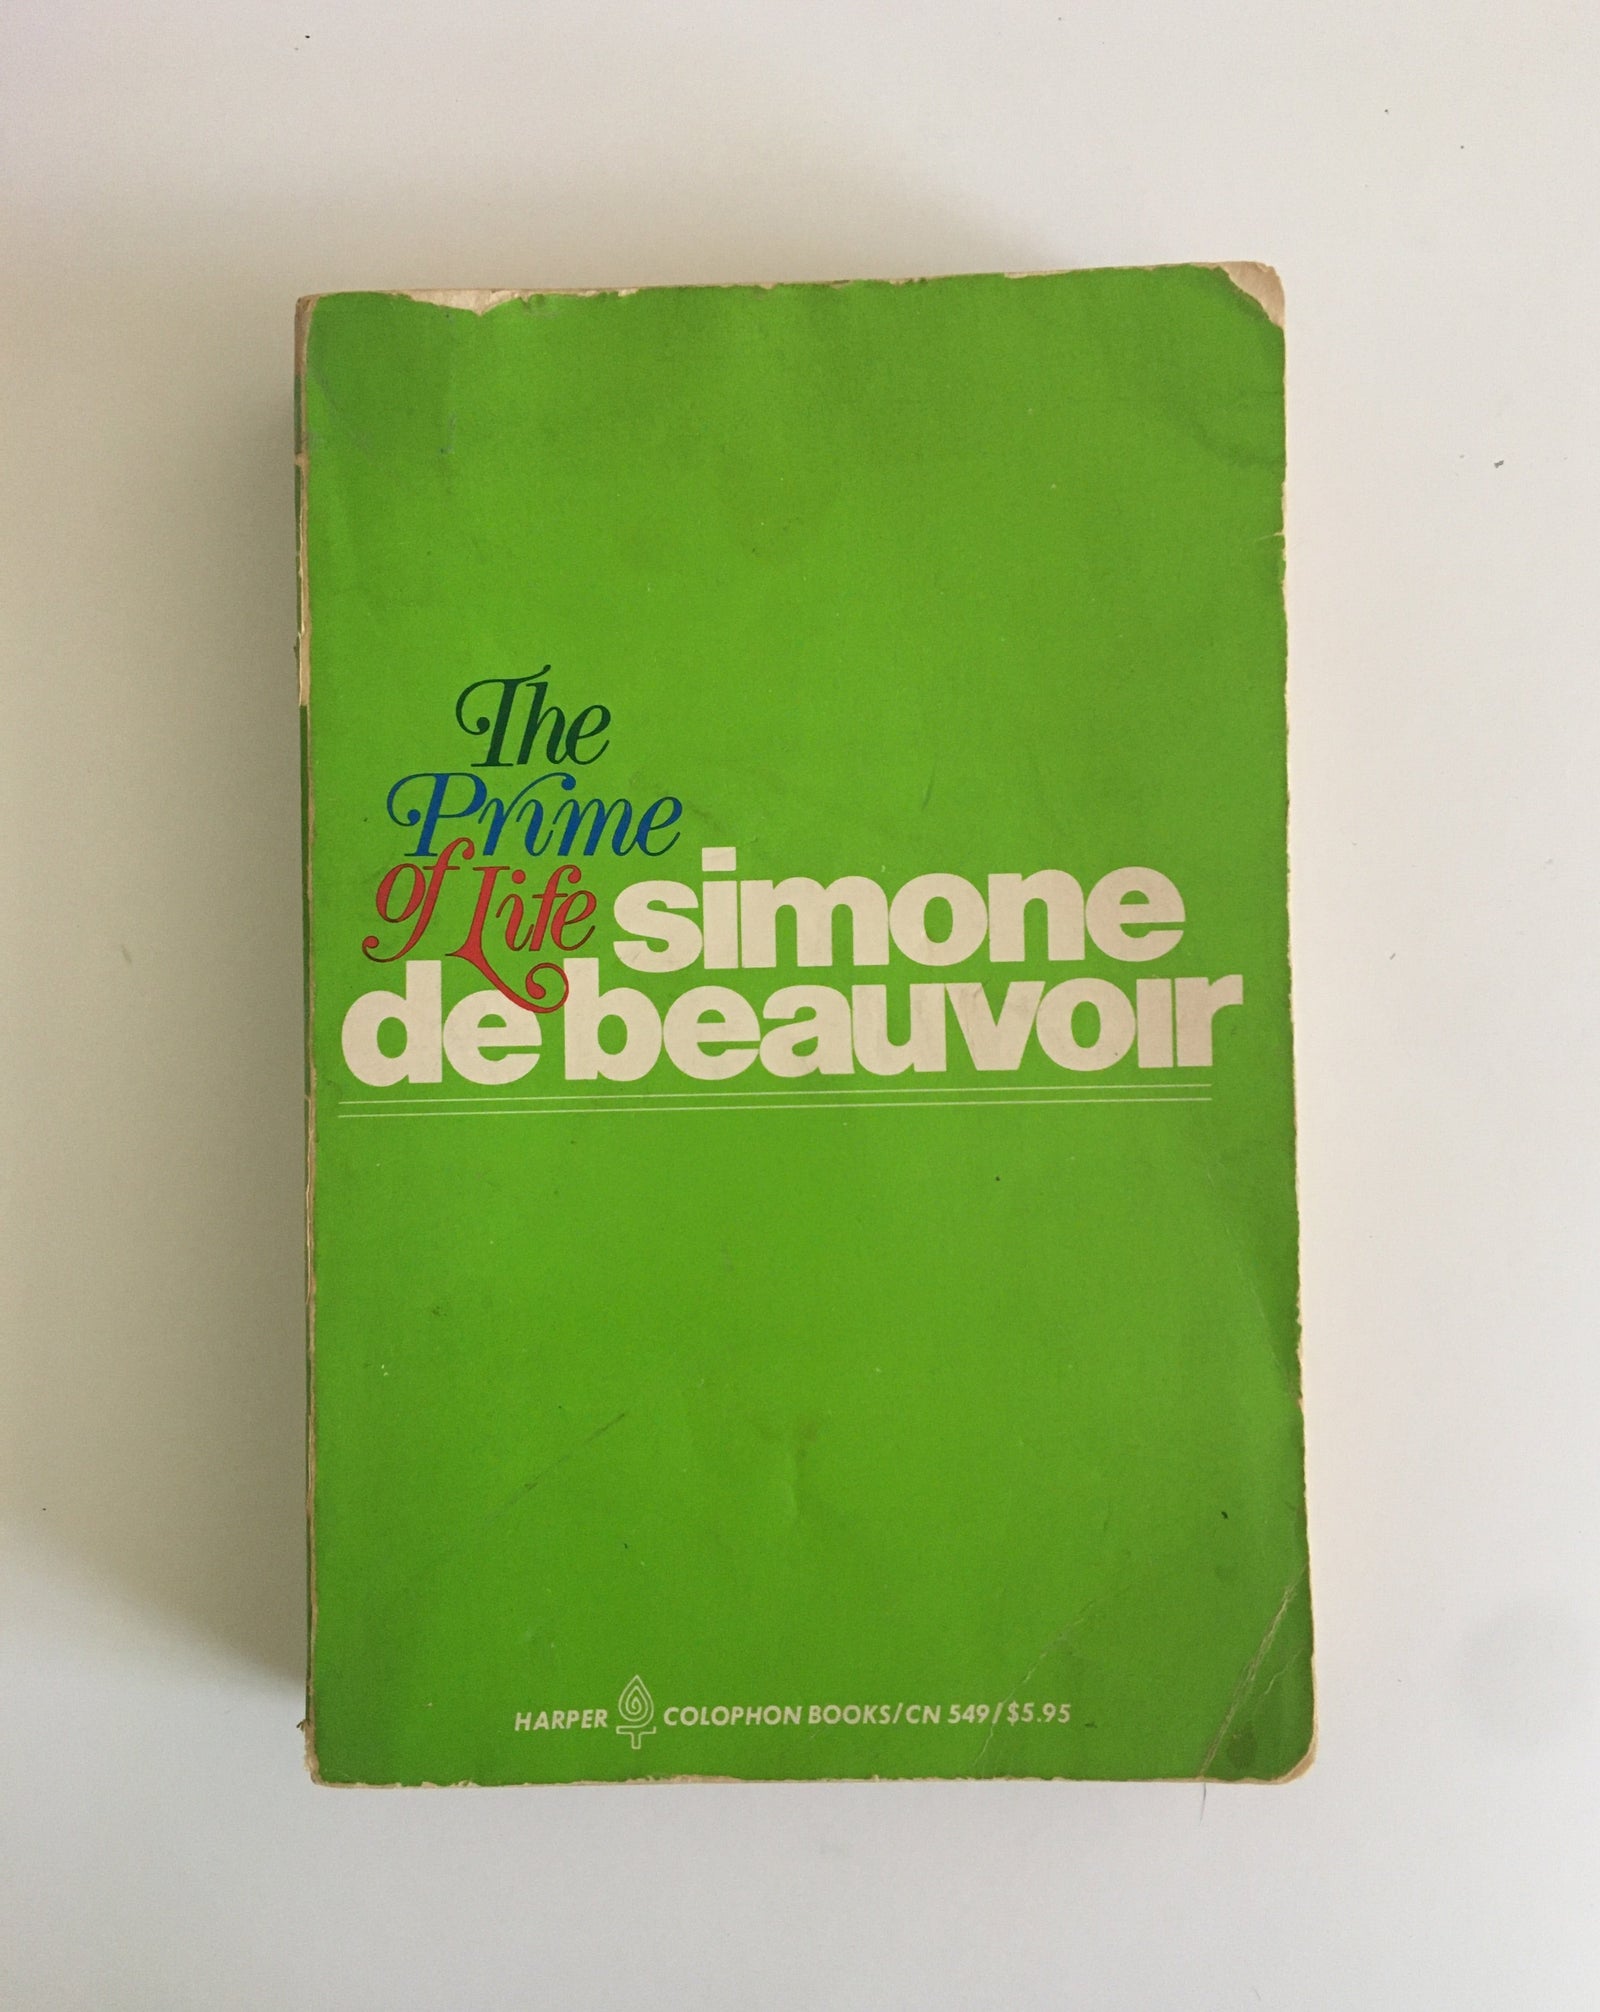 The
Prime
of Life simone
de beauvoir
HARPER COLOPHON BOOKS/CN 549/$5.95